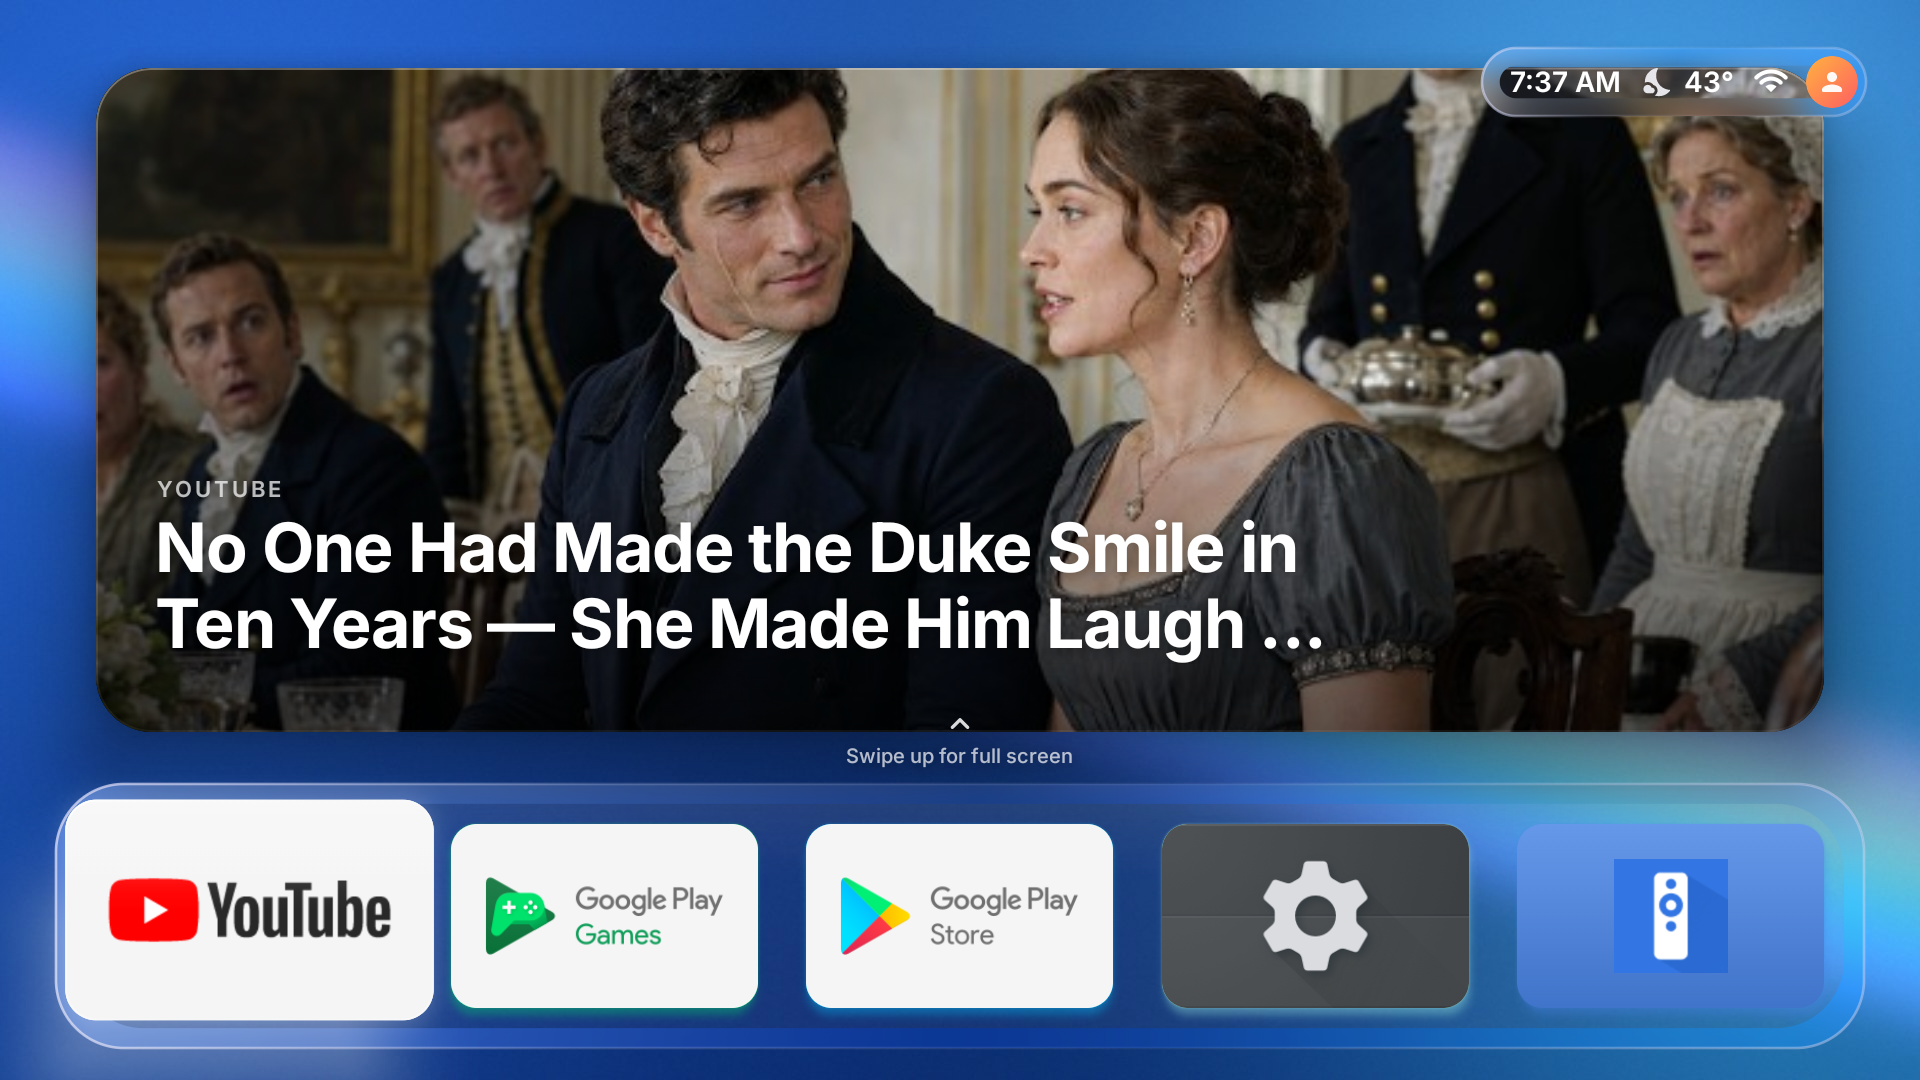 7:37 AM 43°
YOUTUBE
No One Had Made the Duke Smile in
Ten Years — She Made Him Laugh ...
Swipe up for full screen
YouTube
Google Play
Games
Google Play
Store